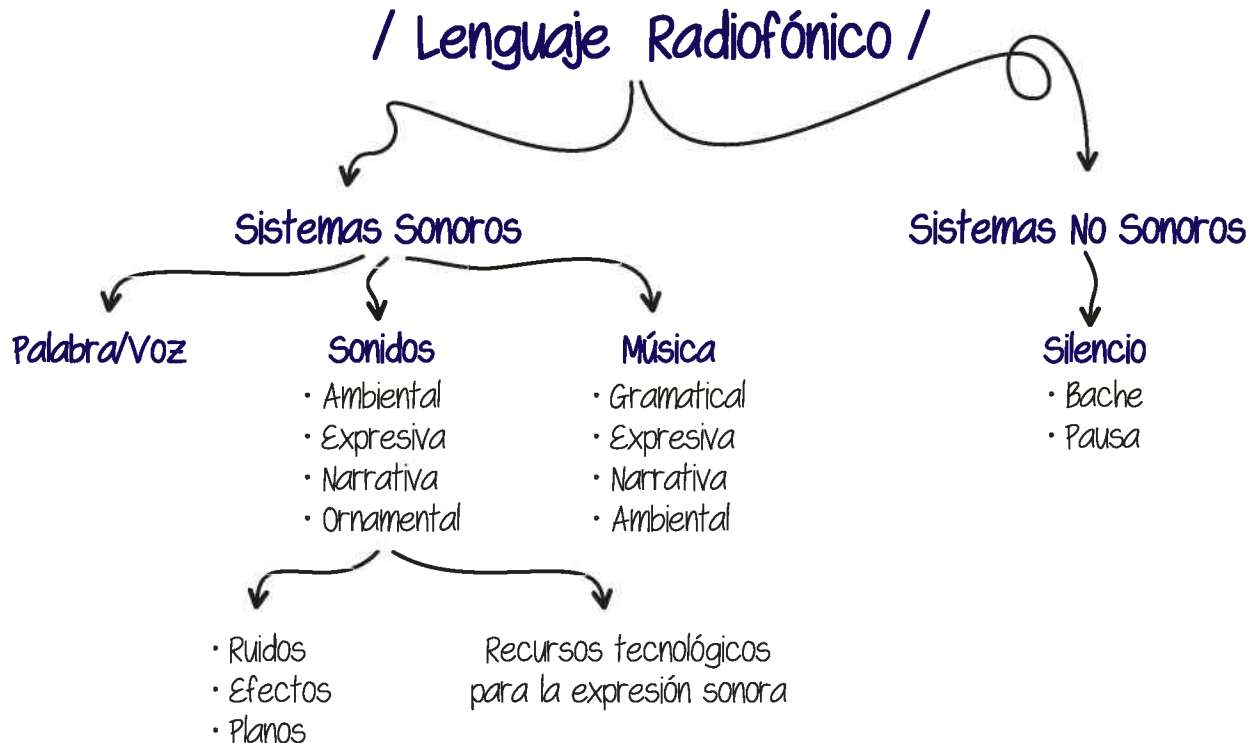 / Lenguaje Radiofónico /
Sistemas Sonoros
Sistemas No Sonoros
Palabra/Voz
Sonidos
· Ambiental
· Expresiva
· Narrativa
· Ornamental
Música
· Gramatical
· Expresiva
· Narrativa
· Ambiental
Silencio
· Bache
· Pausa
· Ruidos
· Efectos
· Planos
Recursos tecnológicos
para la expresión sonora